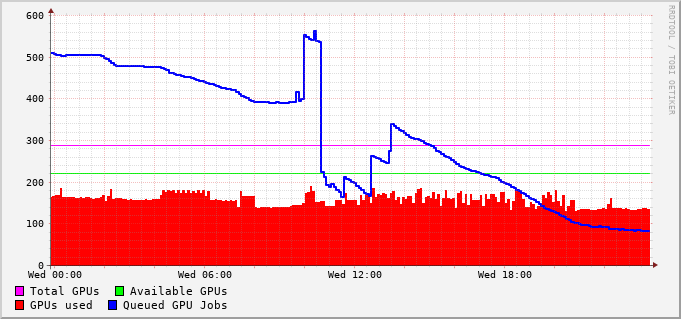 600
500
400
300
200
100
0
Wed 00:00 Wed 06:00 Wed 12:00 Wed 18:00
Total GPUs Available GPUs
GPUs used Queued GPU Jobs
RRDTOOL / TOBI OETIKER